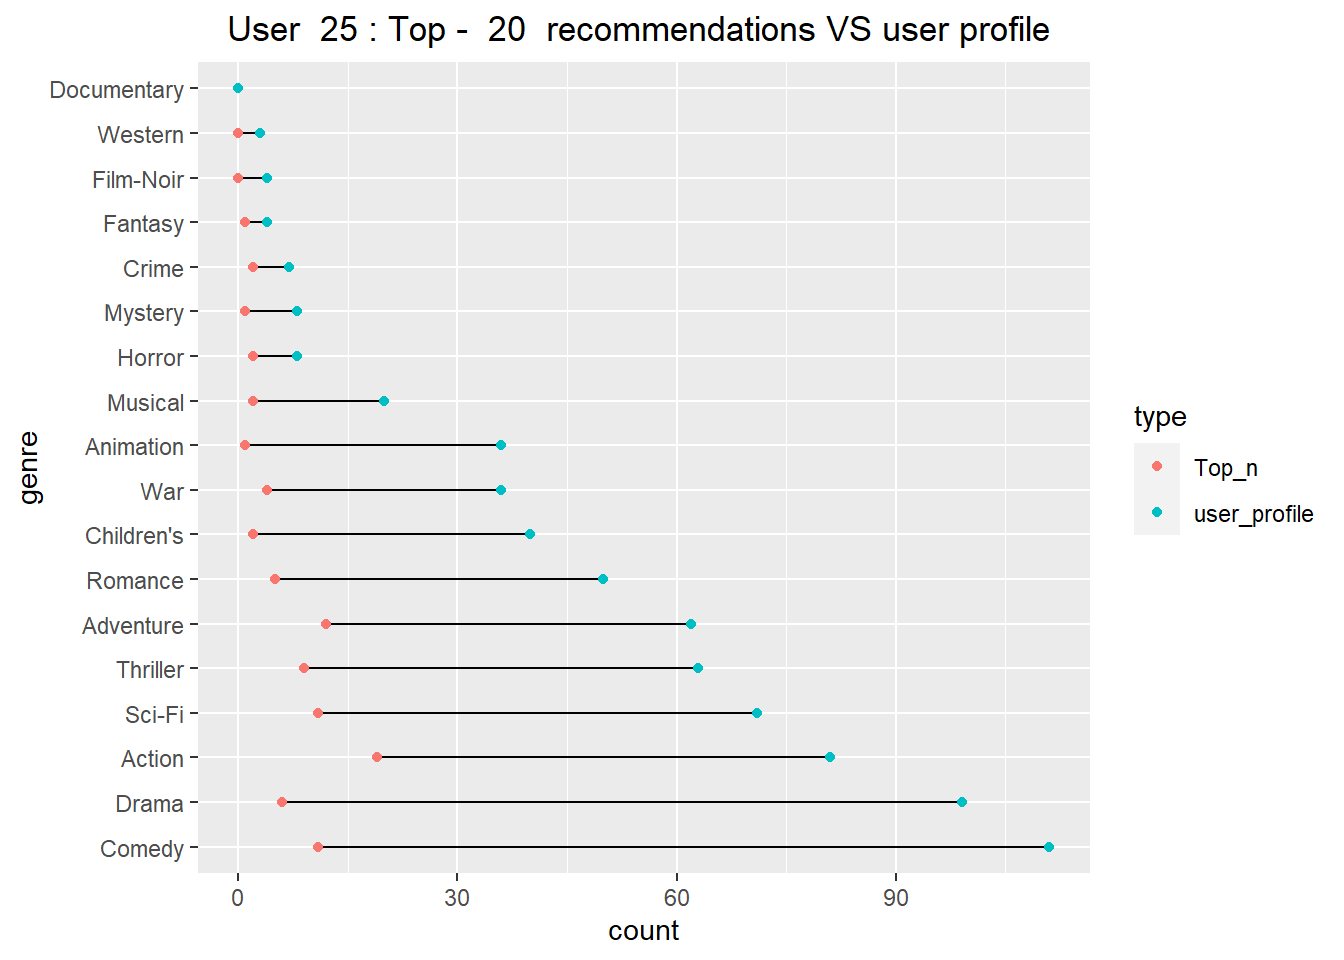 User  25 : Top -  20  recommendations VS user profile
Documentary
Western
Film-Noir
Fantasy
Crime
Mystery
Horror
Musical
Animation
War
Children's
Romance
Adventure
Thriller
Sci-Fi
Action
Drama
Comedy
genre
0 30 60 90
count
type
Top_n
user_profile